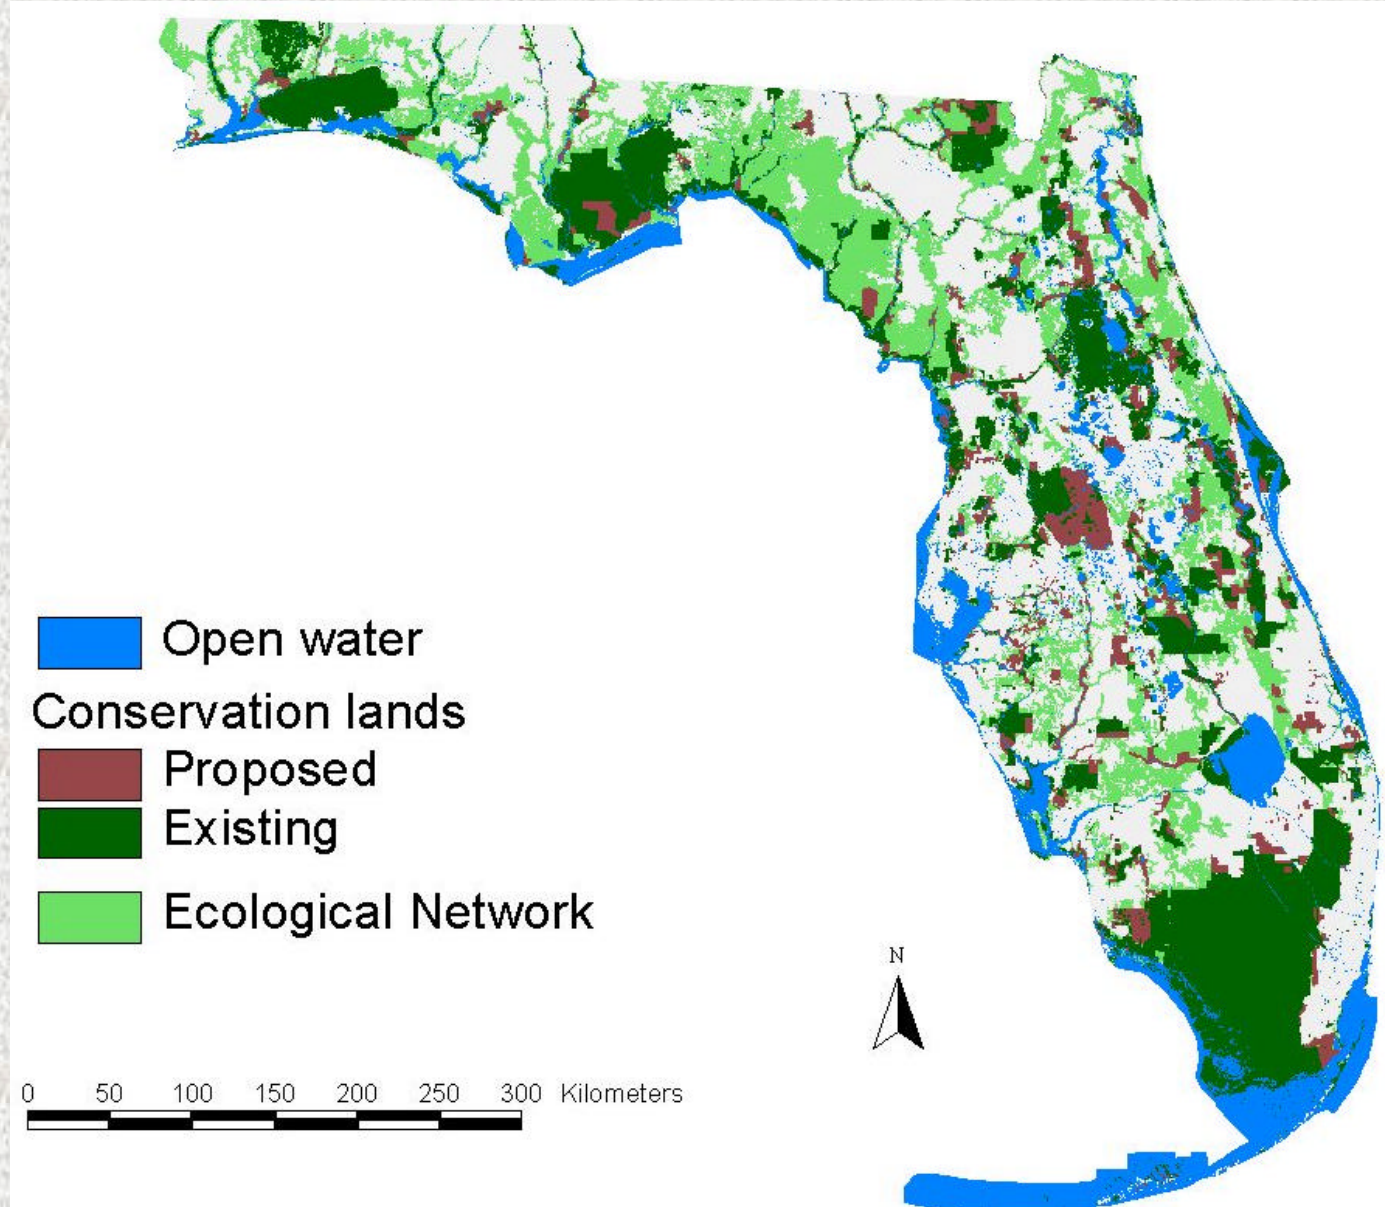 Open water
Conservation lands
Proposed
Existing
Ecological Network
N
0 50 100 150 200 250 300 Kilometers